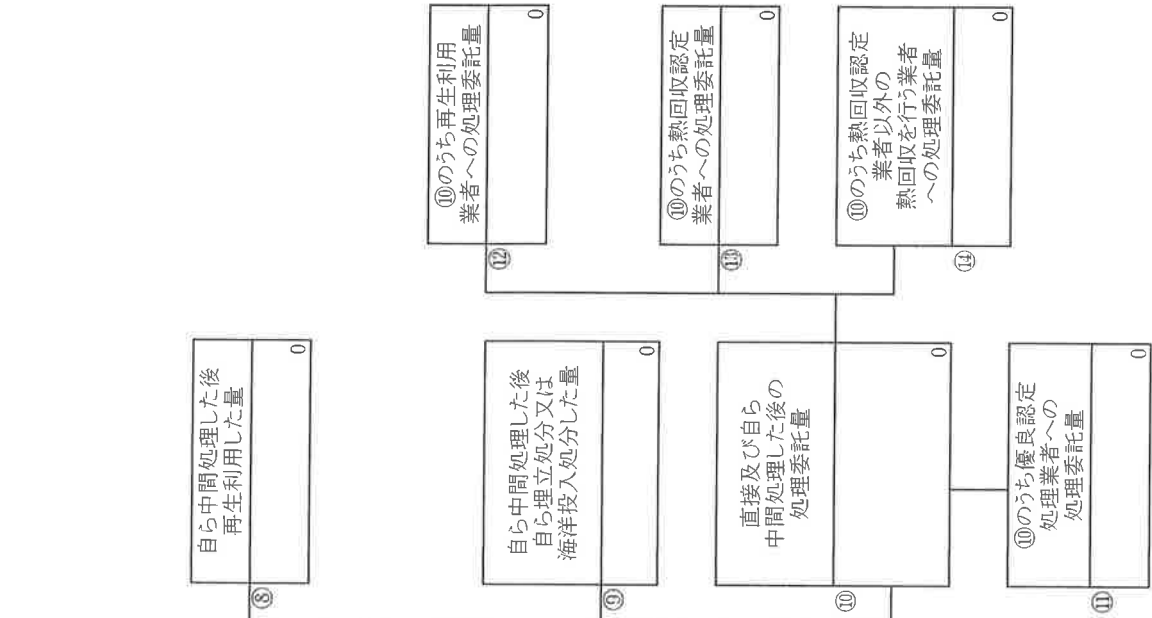 ⑧
自ら中間処理した後
再生利用した量
0
⑨
自ら中間処理した後
自ら埋立処分又は
海洋投入処分した量
0
⑩
直接及び自ら
中間処理した後の
処理委託量
0
⑪
⑩のうち優良認定
処理業者への
処理委託量
0
⑫
⑩のうち再生利用
業者への処理委託量
0
⑬
⑩のうち熱回収認定
業者への処理委託量
0
⑭
⑩のうち熱回収認定
業者以外の
熱回収を行う業者
への処理委託量
0